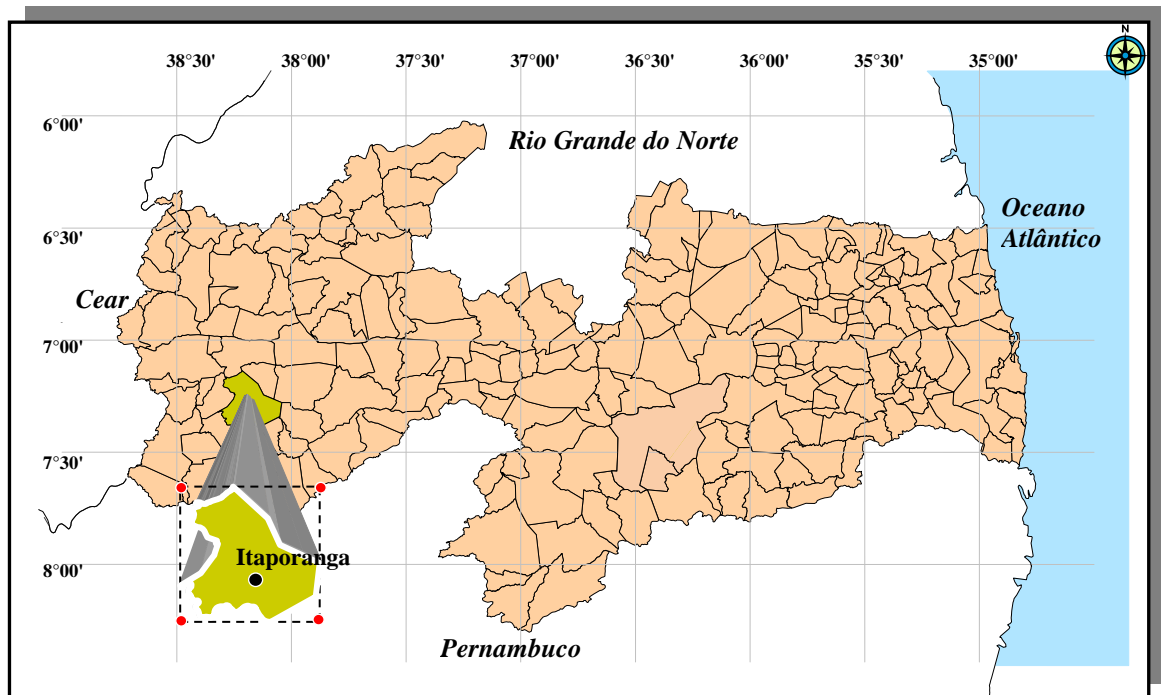 N
38°30' 38°00' 37°30' 37°00' 36°30' 36°00' 35°30' 35°00'
6°00'
Rio Grande do Norte
Oceano
Atlântico
6°30'
Cear
7°00'
7°30'
Itaporanga
8°00'
Pernambuco